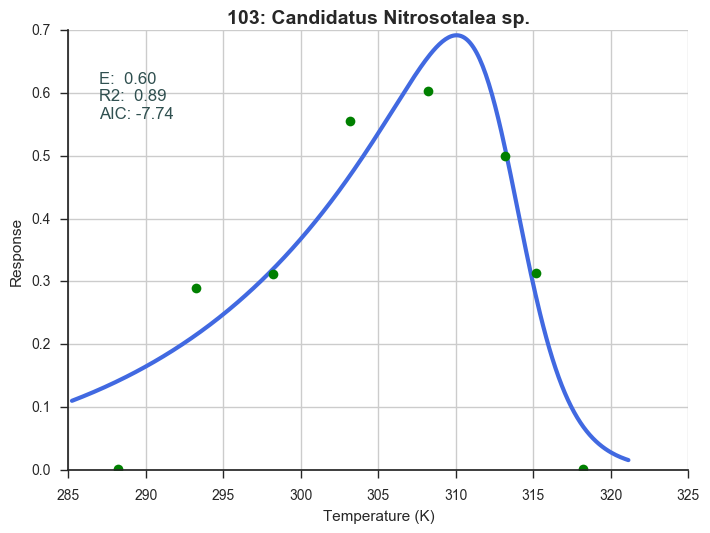 103: Candidatus Nitrosotalea sp.
E: 0.60
R2: 0.89
AIC: -7.74
Response
0.7
0.6
0.5
0.4
0.3
0.2
0.1
0.0
285 290 295 300 305 310 315 320 325
Temperature (K)